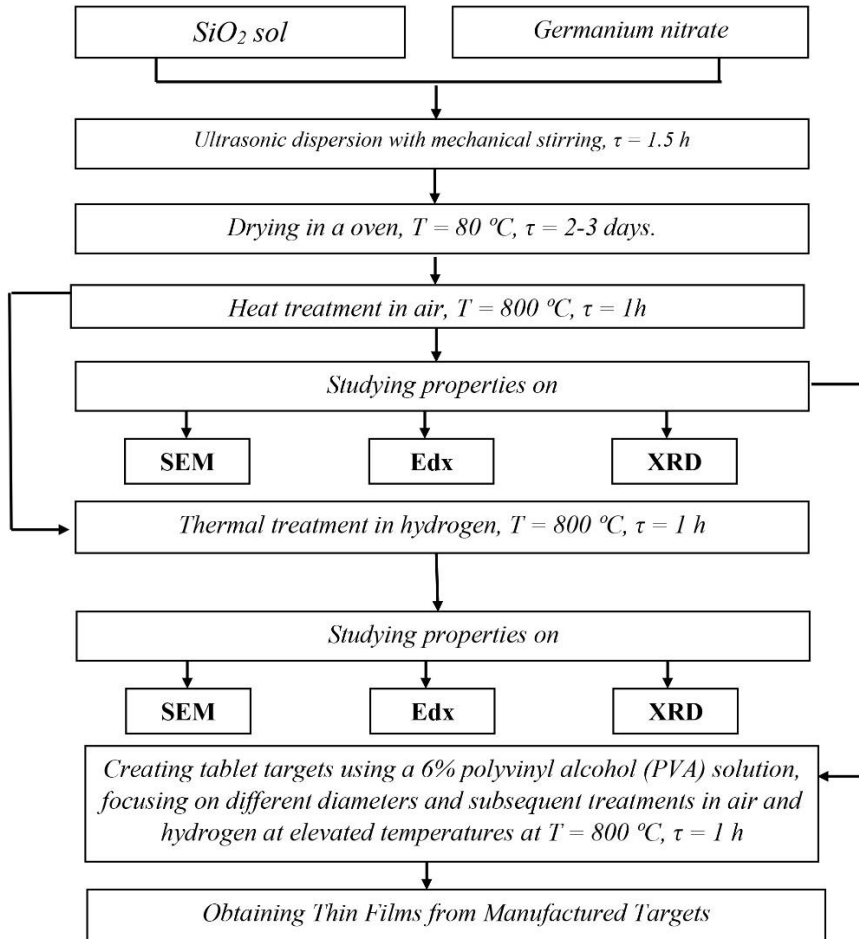 SiO₂ sol
Germanium nitrate
Ultrasonic dispersion with mechanical stirring, τ = 1.5 h
Drying in a oven, T = 80 ºC, τ = 2-3 days.
Heat treatment in air, T = 800 ºC, τ = 1h
Studying properties on
SEM
Edx
XRD
Thermal treatment in hydrogen, T = 800 ºC, τ = 1 h
Studying properties on
SEM
Edx
XRD
Creating tablet targets using a 6% polyvinyl alcohol (PVA) solution,
focusing on different diameters and subsequent treatments in air and
hydrogen at elevated temperatures at T = 800 ºC, τ = 1 h
Obtaining Thin Films from Manufactured Targets